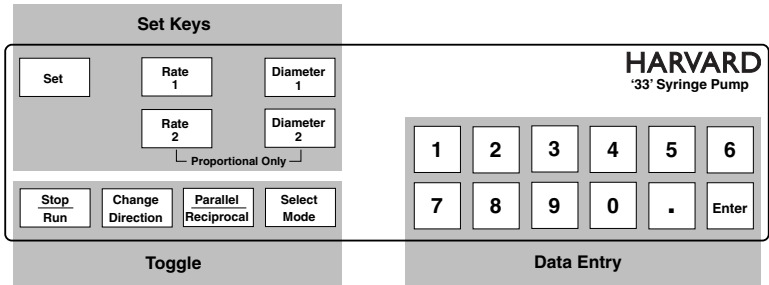 Set Keys
Set
Rate
1
Diameter
1
HARVARD
‘33’ Syringe Pump
Rate
2
Diameter
2
Proportional Only
1 2 3 4 5 6
Stop
Run
Change
Direction
Parallel
Reciprocal
Select
Mode
7 8 9 0 . Enter
Toggle
Data Entry